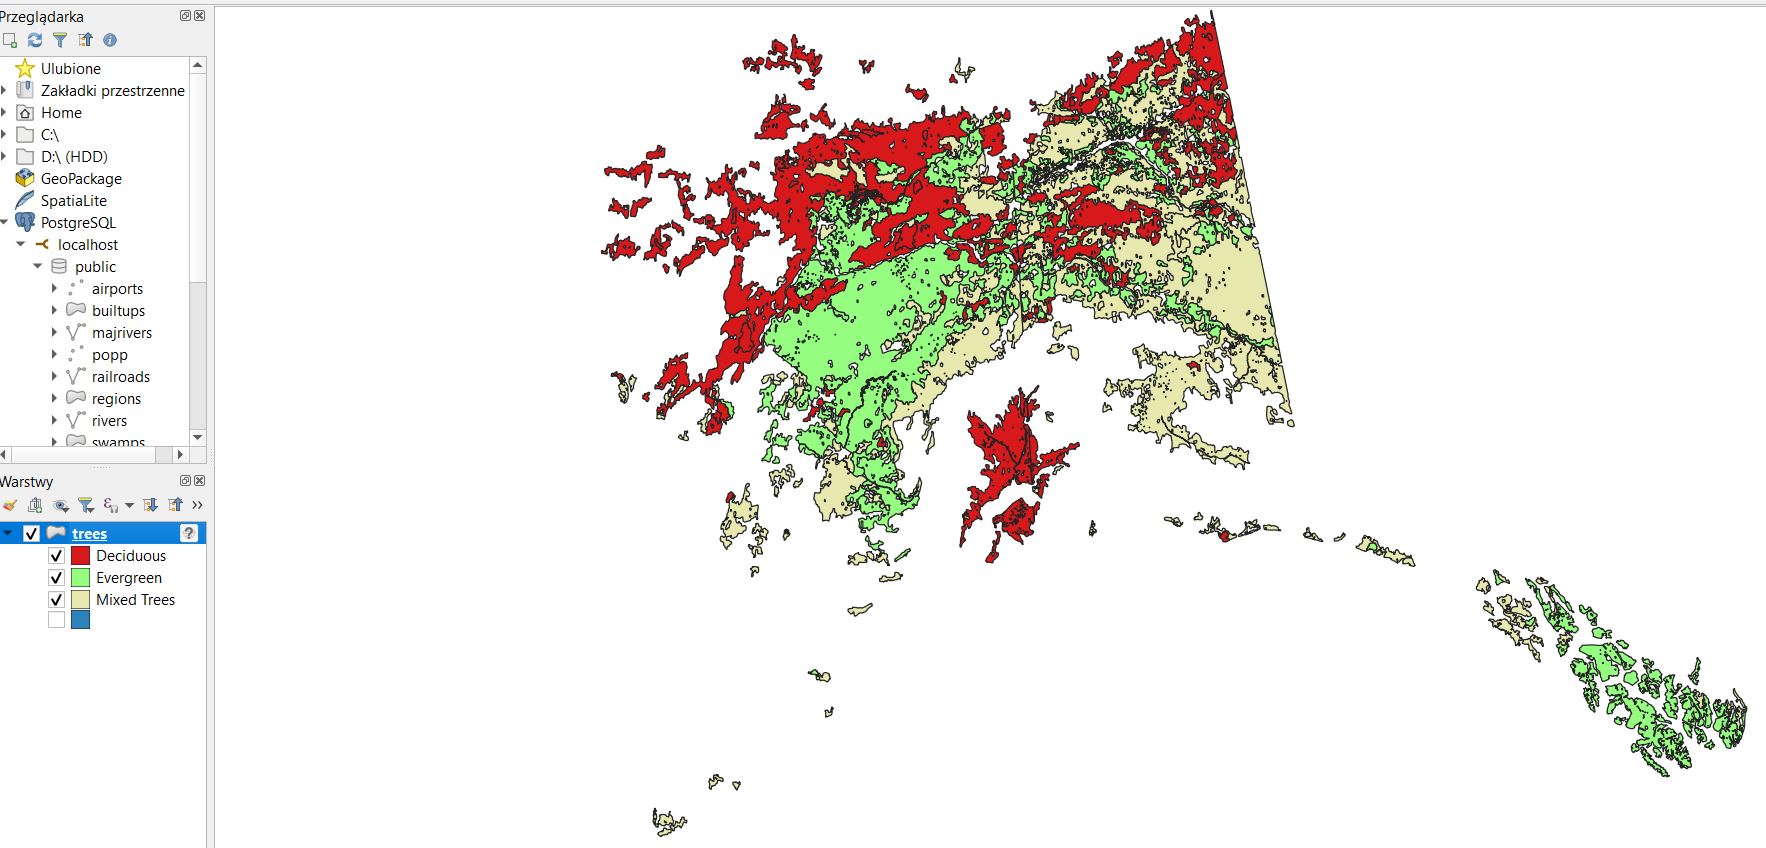 Przeglądarka
Ulubione
Zakładki przestrzenne
Home
C:\
D:\ (HDD)
GeoPackage
SpatiaLite
PostgreSQL
localhost
public
airports
builtups
majrivers
popp
railroads
regions
rivers
swamps
Warstwy
trees
Deciduous
Evergreen
Mixed Trees